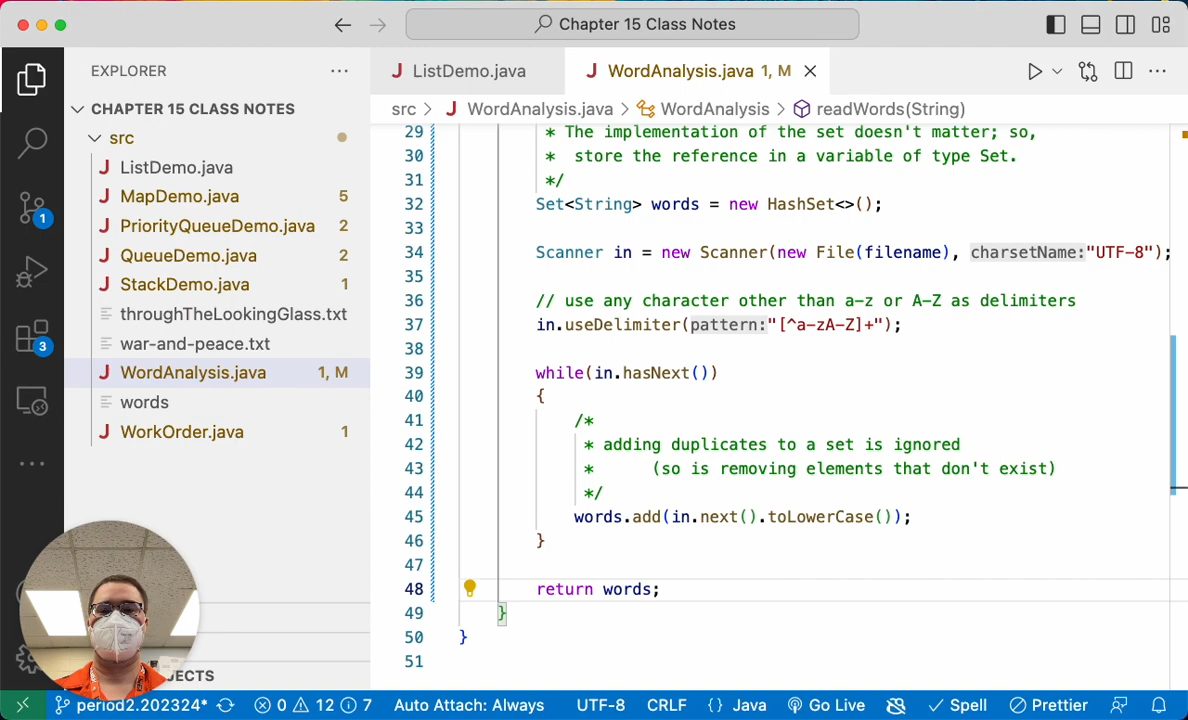 Chapter 15 Class Notes
EXPLORER
ListDemo.java
WordAnalysis.java 1, M
src > WordAnalysis.java > WordAnalysis > readWords(String)
CHAPTER 15 CLASS NOTES
src
ListDemo.java
MapDemo.java 5
PriorityQueueDemo.java 2
QueueDemo.java 2
StackDemo.java 1
throughTheLookingGlass.txt
war-and-peace.txt
WordAnalysis.java 1, M
words
WorkOrder.java 1
1
3
29 * The implementation of the set doesn't matter; so,
30 *  store the reference in a variable of type Set.
31 */
32 Set<String> words = new HashSet<>();
33
34 Scanner in = new Scanner(new File(filename), charsetName:"UTF-8");
35
36 // use any character other than a-z or A-Z as delimiters
37 in.useDelimiter(pattern:"[^a-zA-Z]+");
38
39 while(in.hasNext())
40 {
41 /*
42 * adding duplicates to a set is ignored
43 *     (so is removing elements that don't exist)
44 */
45 words.add(in.next().toLowerCase());
46 }
47
48 return words;
49 }
50 }
51
JECTS
period2.202324* 0 12 7 Auto Attach: Always UTF-8 CRLF {} Java Go Live Spell Prettier